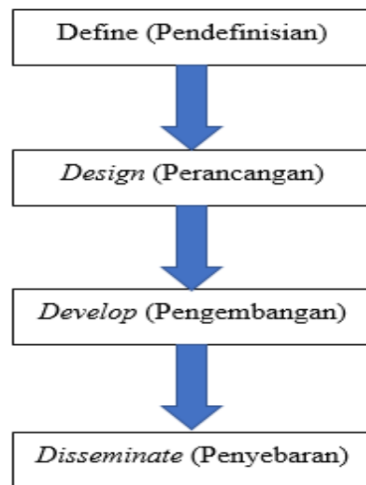 Define (Pendefinisian)
Design (Perancangan)
Develop (Pengembangan)
Disseminate (Penyebaran)